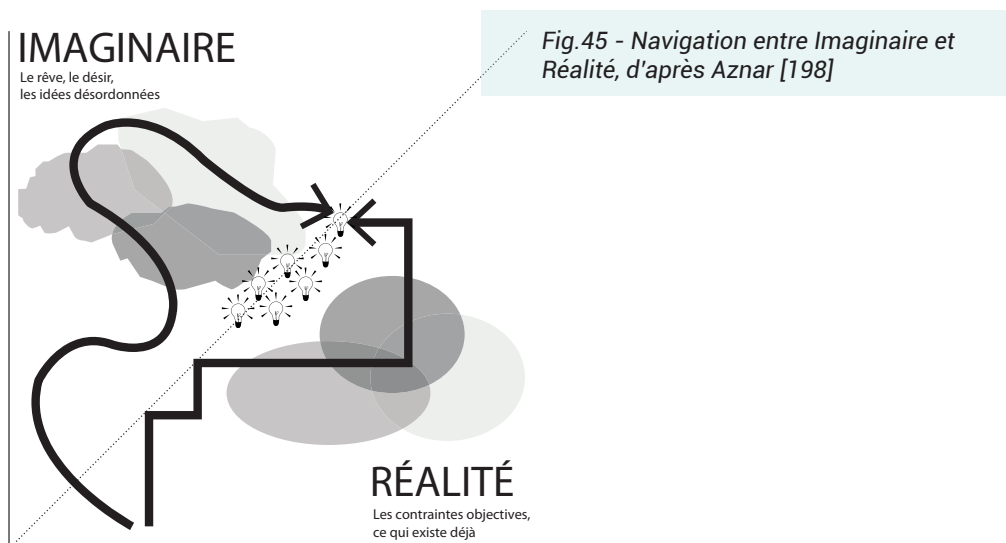 IMAGINAIRE
Le rêve, le désir,
les idées désordonnées
Fig.45 - Navigation entre Imaginaire et
Réalité, d'après Aznar [198]
RÉALITÉ
Les contraintes objectives,
ce qui existe déjà